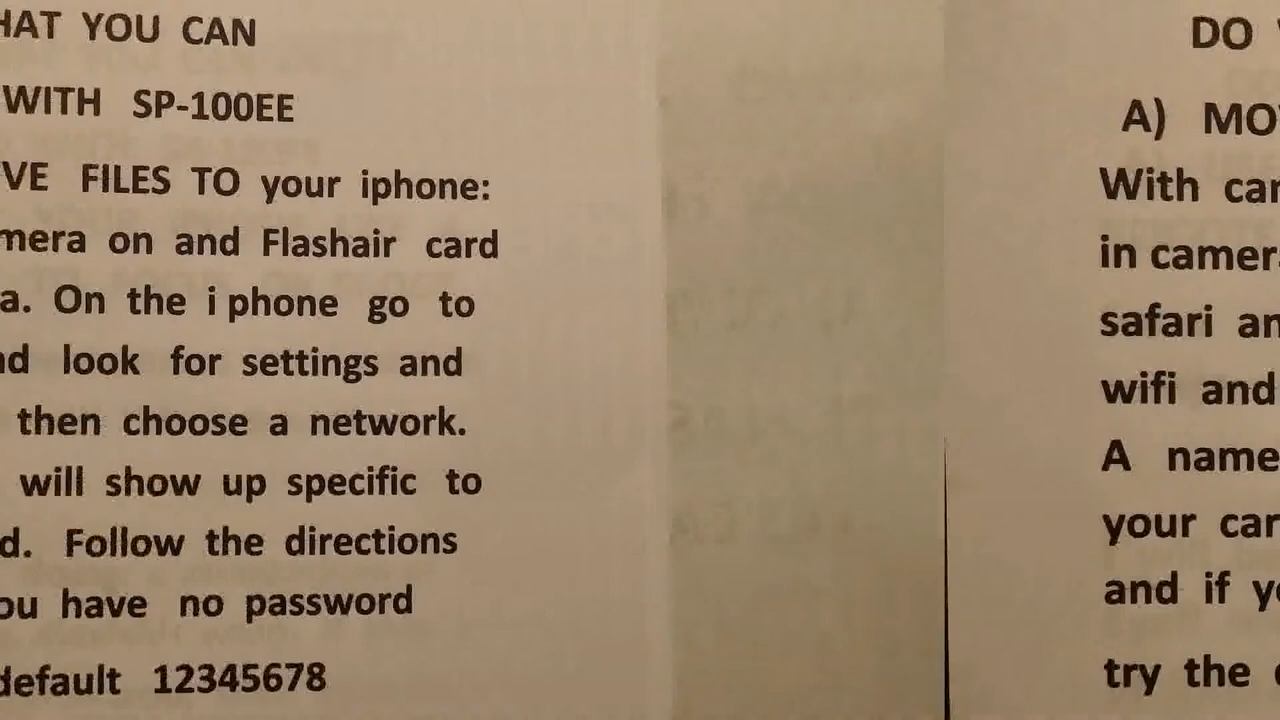 HAT YOU CAN
WITH SP-100EE
VE FILES TO your iphone:
mera on and Flashair card
a. On the i phone go to
nd look for settings and
then choose a network.
will show up specific to
d. Follow the directions
ou have no password
default 12345678
DO
A) MO
With car
in camera
safari an
wifi and
A name
your car
and if yo
try the